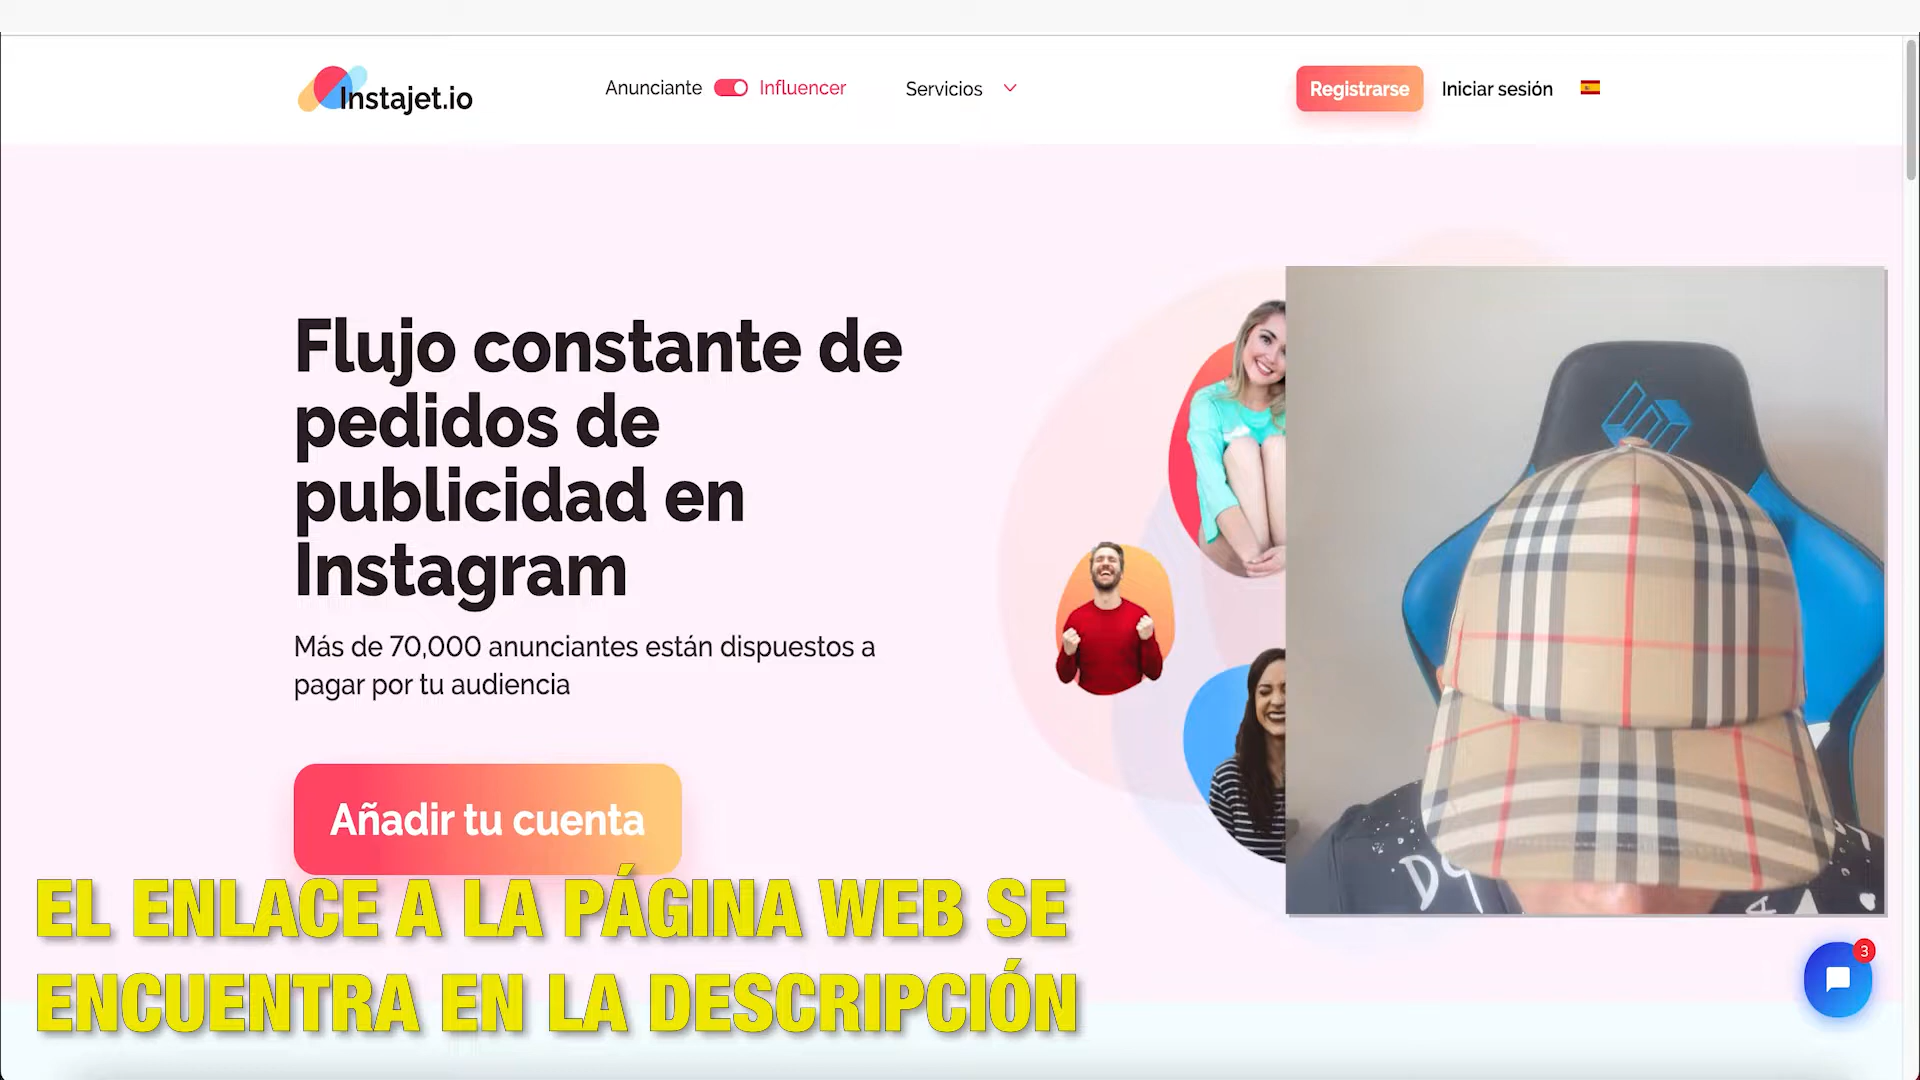 Instajet.io
Anunciante Influencer
Servicios
Registrarse
Iniciar sesión
Flujo constante de
pedidos de
publicidad en
Instagram
Más de 70,000 anunciantes están dispuestos a
pagar por tu audiencia
Añadir tu cuenta
EL ENLACE A LA PÁGINA WEB SE
ENCUENTRA EN LA DESCRIPCIÓN
3